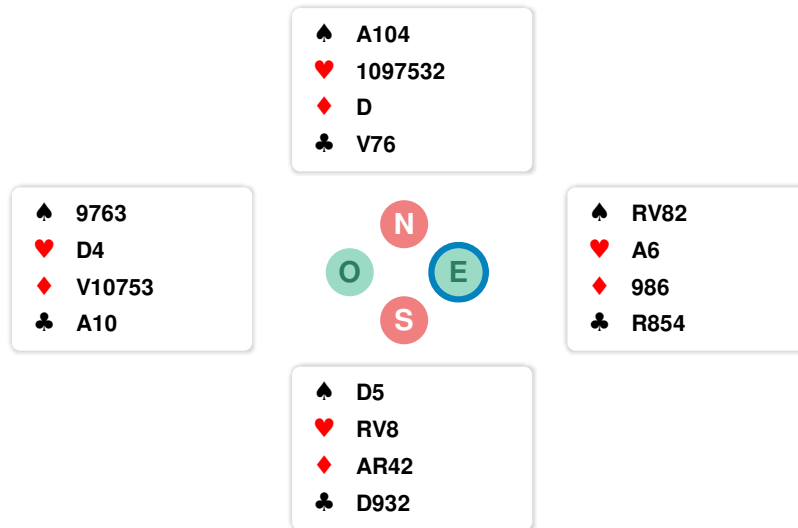 ♠ A104
♥ 1097532
♦ D
♣ V76
♠ 9763
♥ D4
♦ V10753
♣ A10
N
O E
S
♠ RV82
♥ A6
♦ 986
♣ R854
♠ D5
♥ RV8
♦ AR42
♣ D932